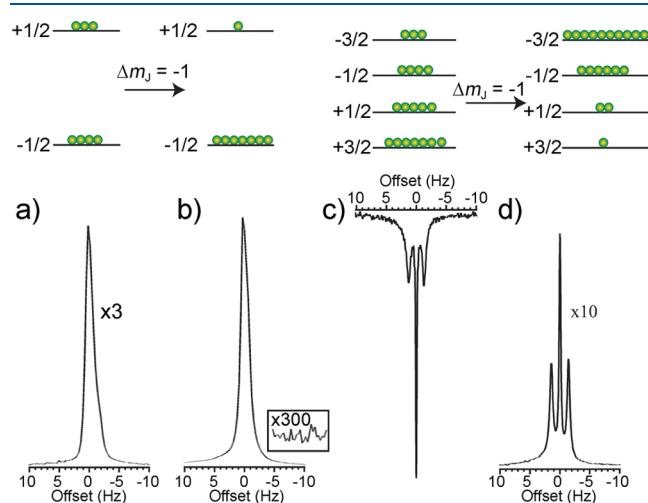 +1/2
+1/2
ΔmJ = -1
-1/2
-1/2
-3/2
-3/2
-1/2
-1/2
ΔmJ = -1
+1/2
+1/2
+3/2
+3/2
a)
x3
10 5 0 -5 -10
Offset (Hz)
b)
x300
10 5 0 -5 -10
Offset (Hz)
c)
Offset (Hz)
10 5 0 -5 -10
d)
x10
10 5 0 -5 -10
Offset (Hz)